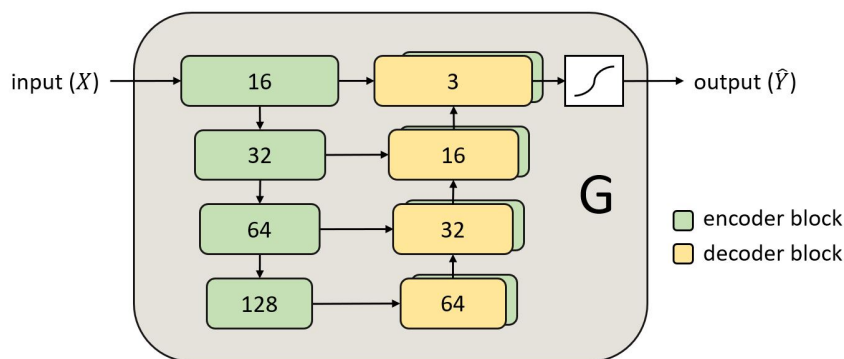 input (X)
16
3
output (Ŷ)
32
16
64
32
128
64
G
encoder block
decoder block